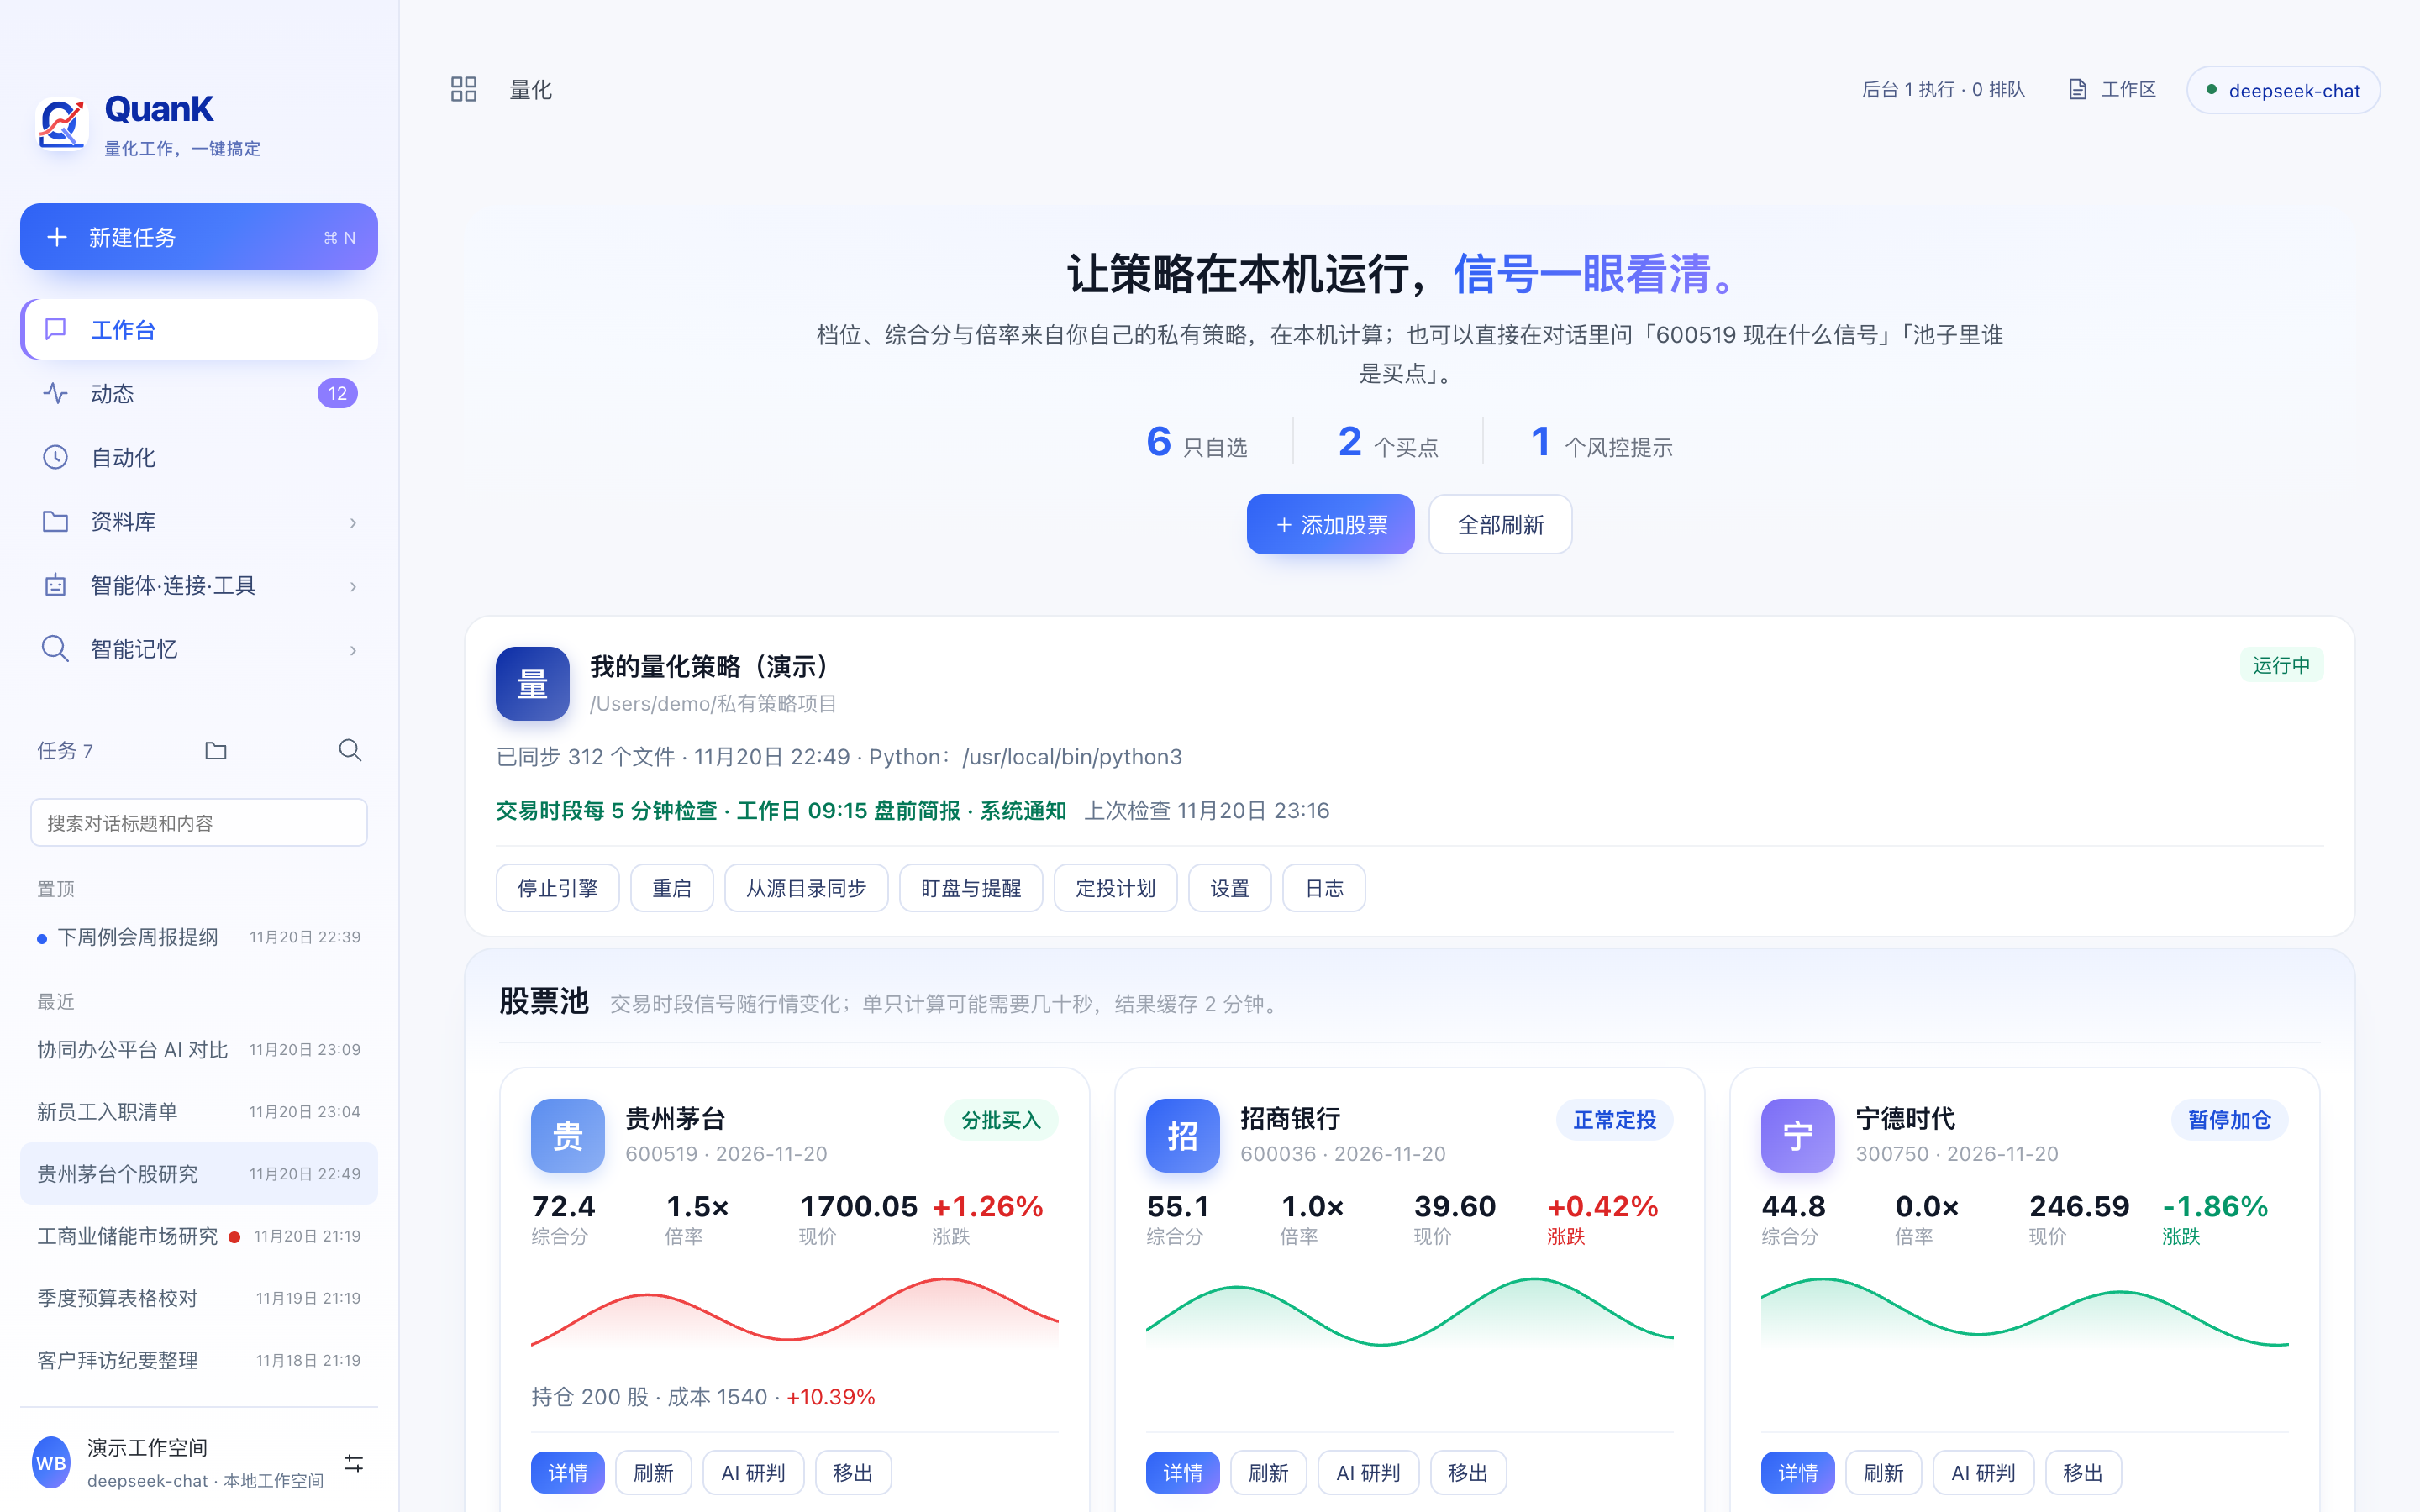 QuanK
量化工作，一键搞定
新建任务 ⌘ N
工作台
动态 12
自动化
资料库
智能体·连接·工具
智能记忆
任务 7
搜索对话标题和内容
置顶
下周例会周报提纲 11月20日 22:39
最近
协同办公平台 AI 对比 11月20日 23:09
新员工入职清单 11月20日 23:04
贵州茅台个股研究 11月20日 22:49
工商业储能市场研究 11月20日 21:19
季度预算表格校对 11月19日 21:19
客户拜访纪要整理 11月18日 21:19
WB
演示工作空间
deepseek-chat · 本地工作空间
量化
后台 1 执行 · 0 排队 工作区 deepseek-chat
让策略在本机运行，信号一眼看清。
档位、综合分与倍率来自你自己的私有策略，在本机计算；也可以直接在对话里问「600519 现在什么信号」「池子里谁
是买点」。
6 只自选 2 个买点 1 个风控提示
+ 添加股票 全部刷新
量
我的量化策略（演示） 运行中
/Users/demo/私有策略项目
已同步 312 个文件 · 11月20日 22:49 · Python：/usr/local/bin/python3
交易时段每 5 分钟检查 · 工作日 09:15 盘前简报 · 系统通知 上次检查 11月20日 23:16
停止引擎 重启 从源目录同步 盯盘与提醒 定投计划 设置 日志
股票池 交易时段信号随行情变化；单只计算可能需要几十秒，结果缓存 2 分钟。
贵
贵州茅台 分批买入
600519 · 2026-11-20
72.4 1.5× 1700.05 +1.26%
综合分 倍率 现价 涨跌
持仓 200 股 · 成本 1540 · +10.39%
详情 刷新 AI 研判 移出
招
招商银行 正常定投
600036 · 2026-11-20
55.1 1.0× 39.60 +0.42%
综合分 倍率 现价 涨跌
详情 刷新 AI 研判 移出
宁
宁德时代 暂停加仓
300750 · 2026-11-20
44.8 0.0× 246.59 -1.86%
综合分 倍率 现价 涨跌
详情 刷新 AI 研判 移出